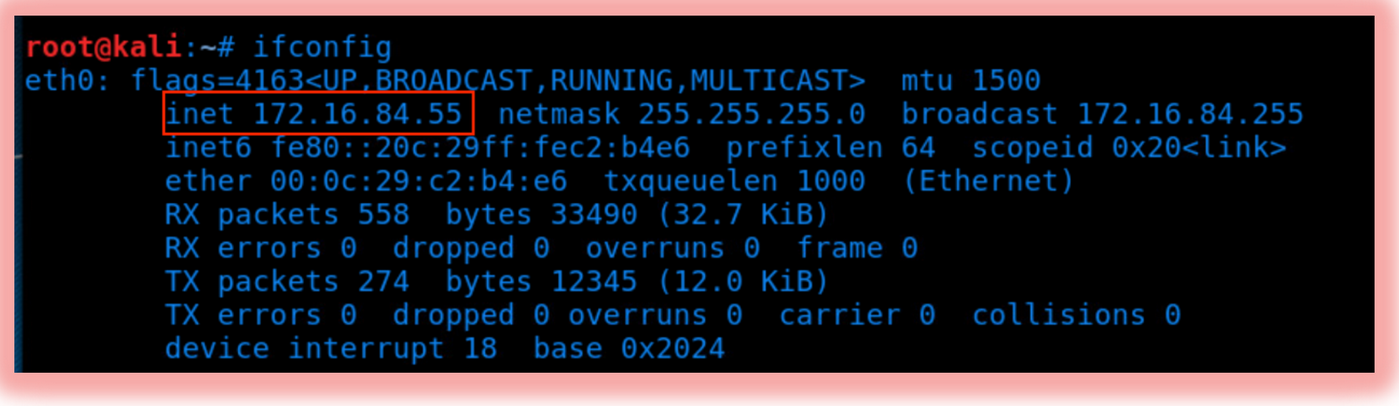 root@kali:~# ifconfig
eth0: flags=4163<UP,BROADCAST,RUNNING,MULTICAST>  mtu 1500
inet 172.16.84.55  netmask 255.255.255.0  broadcast 172.16.84.255
inet6 fe80::20c:29ff:fec2:b4e6  prefixlen 64  scopeid 0x20<link>
ether 00:0c:29:c2:b4:e6  txqueuelen 1000  (Ethernet)
RX packets 558  bytes 33490 (32.7 KiB)
RX errors 0  dropped 0  overruns 0  frame 0
TX packets 274  bytes 12345 (12.0 KiB)
TX errors 0  dropped 0 overruns 0  carrier 0  collisions 0
device interrupt 18  base 0x2024